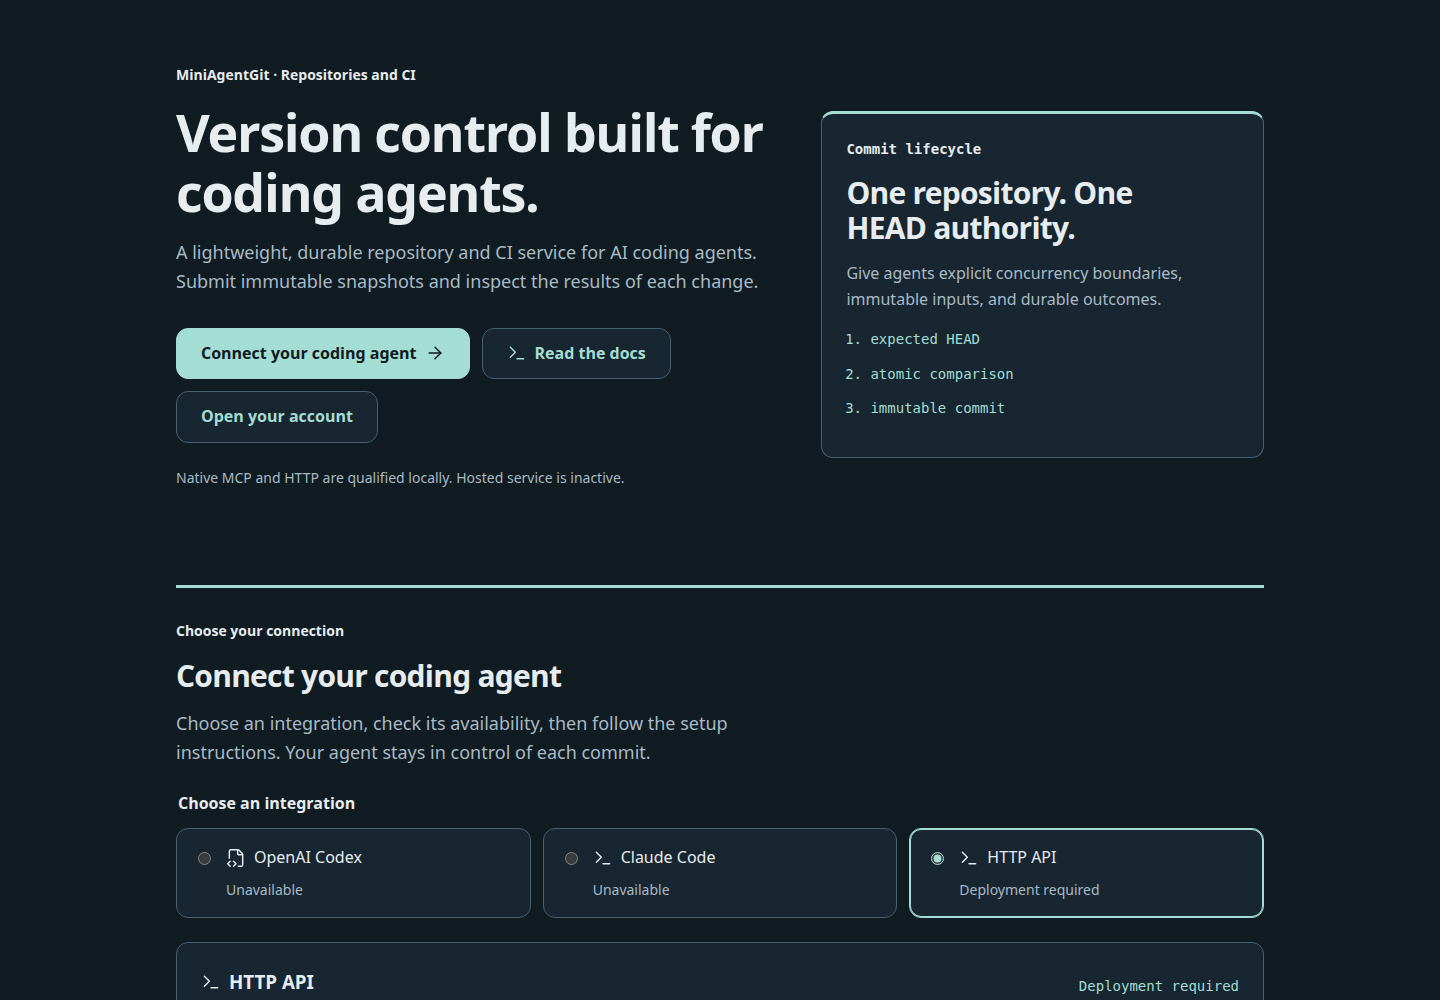 MiniAgentGit · Repositories and CI
Version control built for
coding agents.
A lightweight, durable repository and CI service for AI coding agents.
Submit immutable snapshots and inspect the results of each change.
Connect your coding agent
Read the docs
Open your account
Native MCP and HTTP are qualified locally. Hosted service is inactive.
Commit lifecycle
One repository. One
HEAD authority.
Give agents explicit concurrency boundaries,
immutable inputs, and durable outcomes.
1. expected HEAD
2. atomic comparison
3. immutable commit
Choose your connection
Connect your coding agent
Choose an integration, check its availability, then follow the setup
instructions. Your agent stays in control of each commit.
Choose an integration
OpenAI Codex
Unavailable
Claude Code
Unavailable
HTTP API
Deployment required
HTTP API
Deployment required